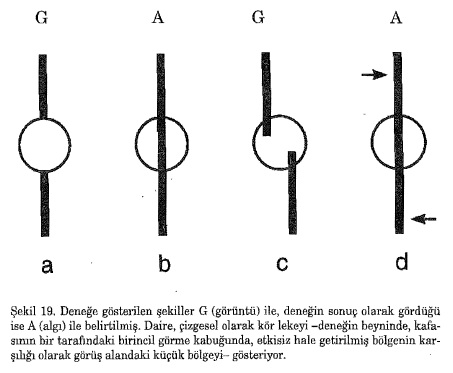 G A G A
a b c d
Şekil 19. Deneğe gösterilen şekiller G (görüntü) ile, deneğin sonuç olarak gördüğü
ise A (algı) ile belirtilmiş. Daire, çizgesel olarak kör lekeyi –deneğin beyninde, kafa-
sının bir tarafındaki birincil görme kabuğunda, etkisiz hale getirilmiş bölgenin kar-
şılığı olarak görüş alandaki küçük bölgeyi– gösteriyor.